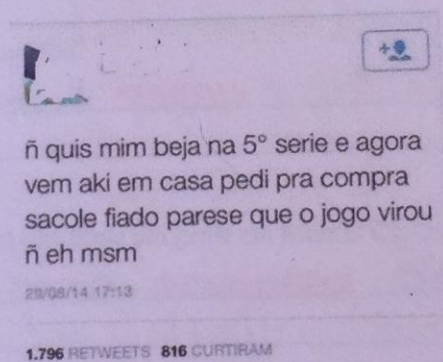 ñ quis mim beja na 5° serie e agora
vem aki em casa pedi pra compra
sacole fiado parese que o jogo virou
ñ eh msm
29/08/14 17:13
1.796 RETWEETS 816 CURTIRAM